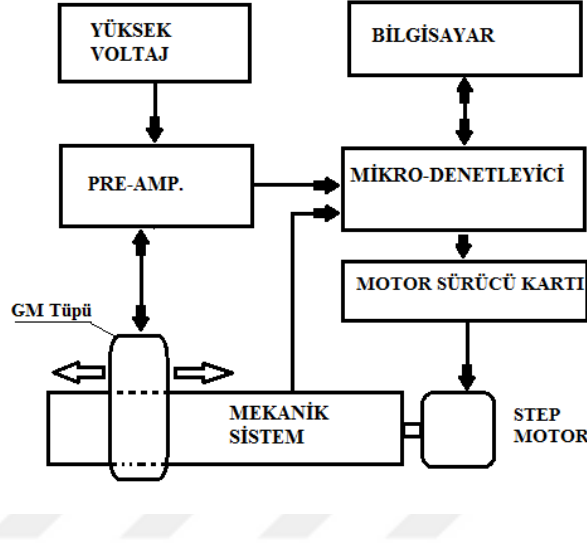 YÜKSEK
VOLTAJ
BİLGİSAYAR
PRE-AMP.
MİKRO-DENETLEYİCİ
MOTOR SÜRÜCÜ KARTI
GM Tüpü
MEKANİK
SİSTEM
STEP
MOTOR